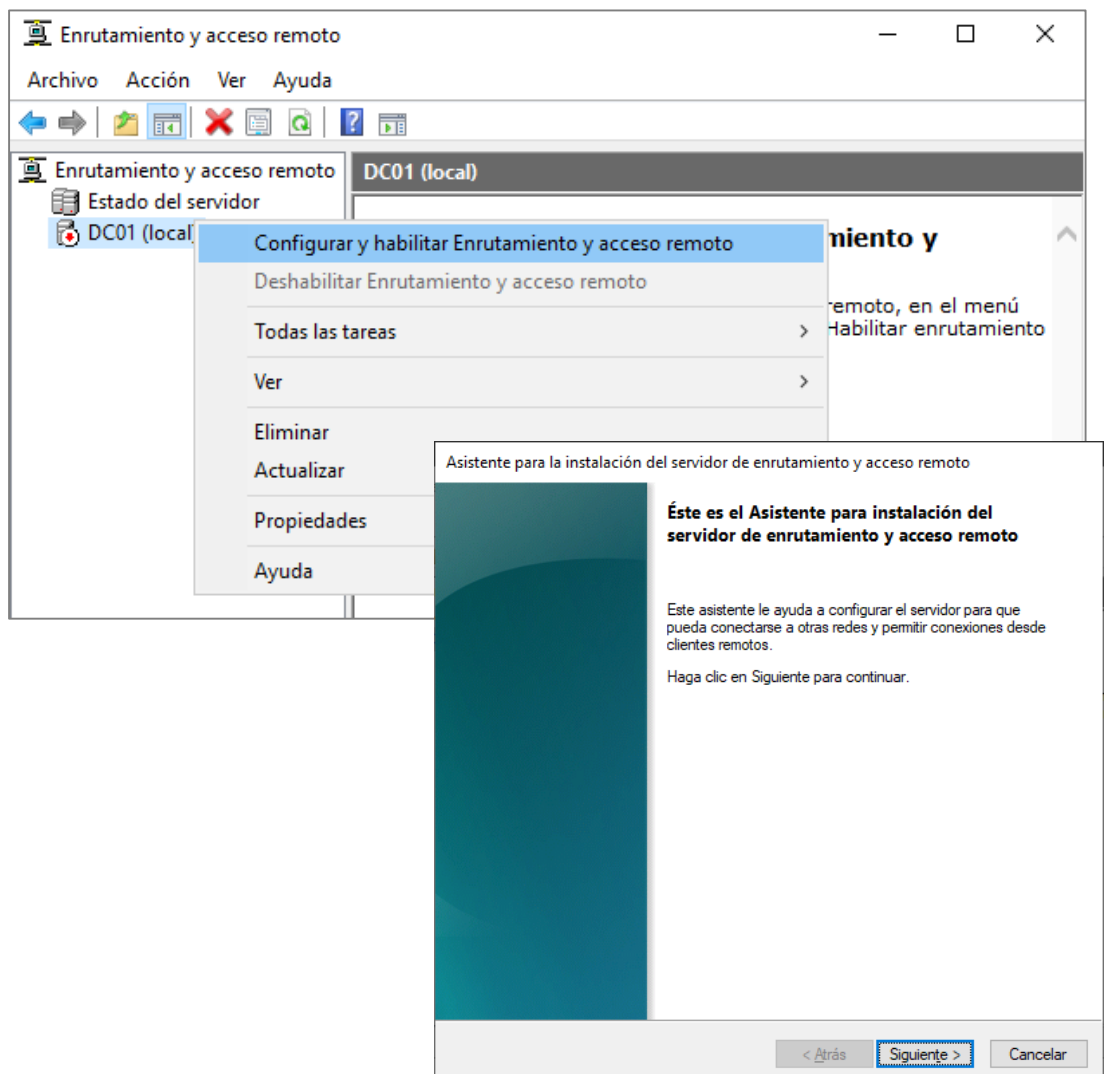 Enrutamiento y acceso remoto
Archivo Acción Ver Ayuda
Enrutamiento y acceso remoto
Estado del servidor
DC01 (local)
DC01 (local)
miento y
remoto, en el menú
Habilitar enrutamiento
Configurar y habilitar Enrutamiento y acceso remoto
Deshabilitar Enrutamiento y acceso remoto
Todas las tareas
Ver
Eliminar
Actualizar
Propiedades
Ayuda
Asistente para la instalación del servidor de enrutamiento y acceso remoto
Éste es el Asistente para instalación del
servidor de enrutamiento y acceso remoto
Este asistente le ayuda a configurar el servidor para que
pueda conectarse a otras redes y permitir conexiones desde
clientes remotos.
Haga clic en Siguiente para continuar.
< Atrás Siguiente > Cancelar